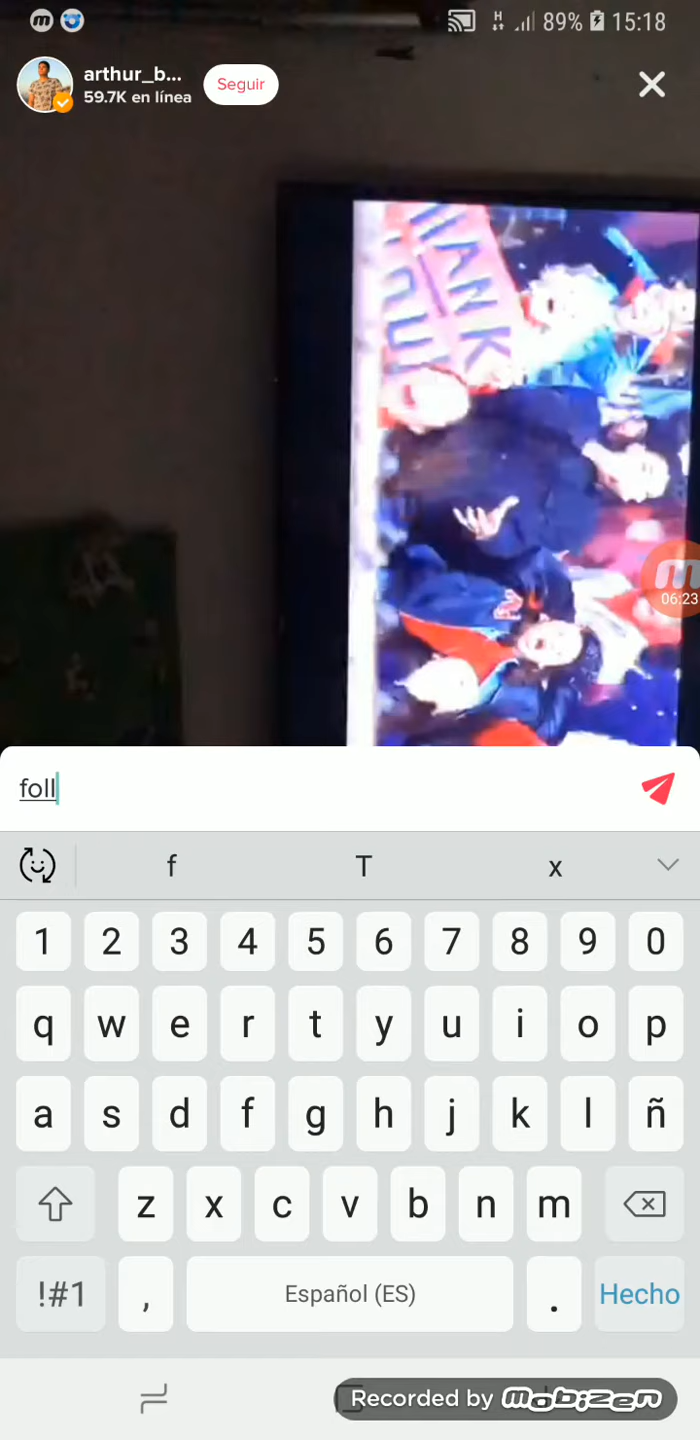 m
89% 15:18
arthur_b...
59.7K en línea
Seguir
THANK
06:23
foll
f T x
1 2 3 4 5 6 7 8 9 0
q w e r t y u i o p
a s d f g h j k l ñ
z x c v b n m
!#1 , Español (ES) . Hecho
Recorded by mobizen